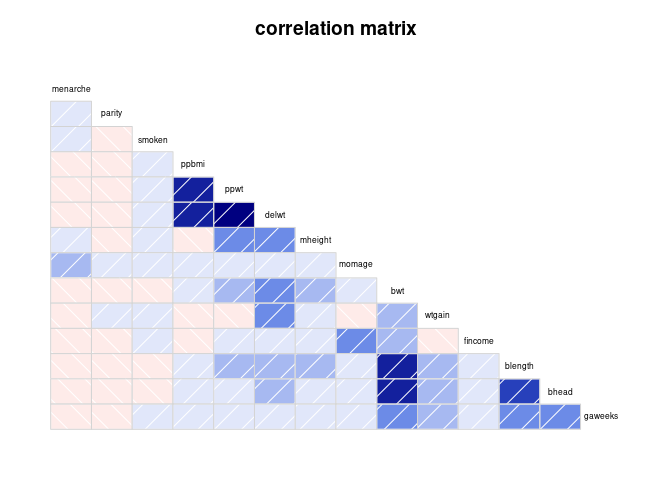 correlation matrix
menarche
parity
smoken
ppbmi
ppwt
delwt
mheight
momage
bwt
wtgain
fincome
blength
bhead
gaweeks